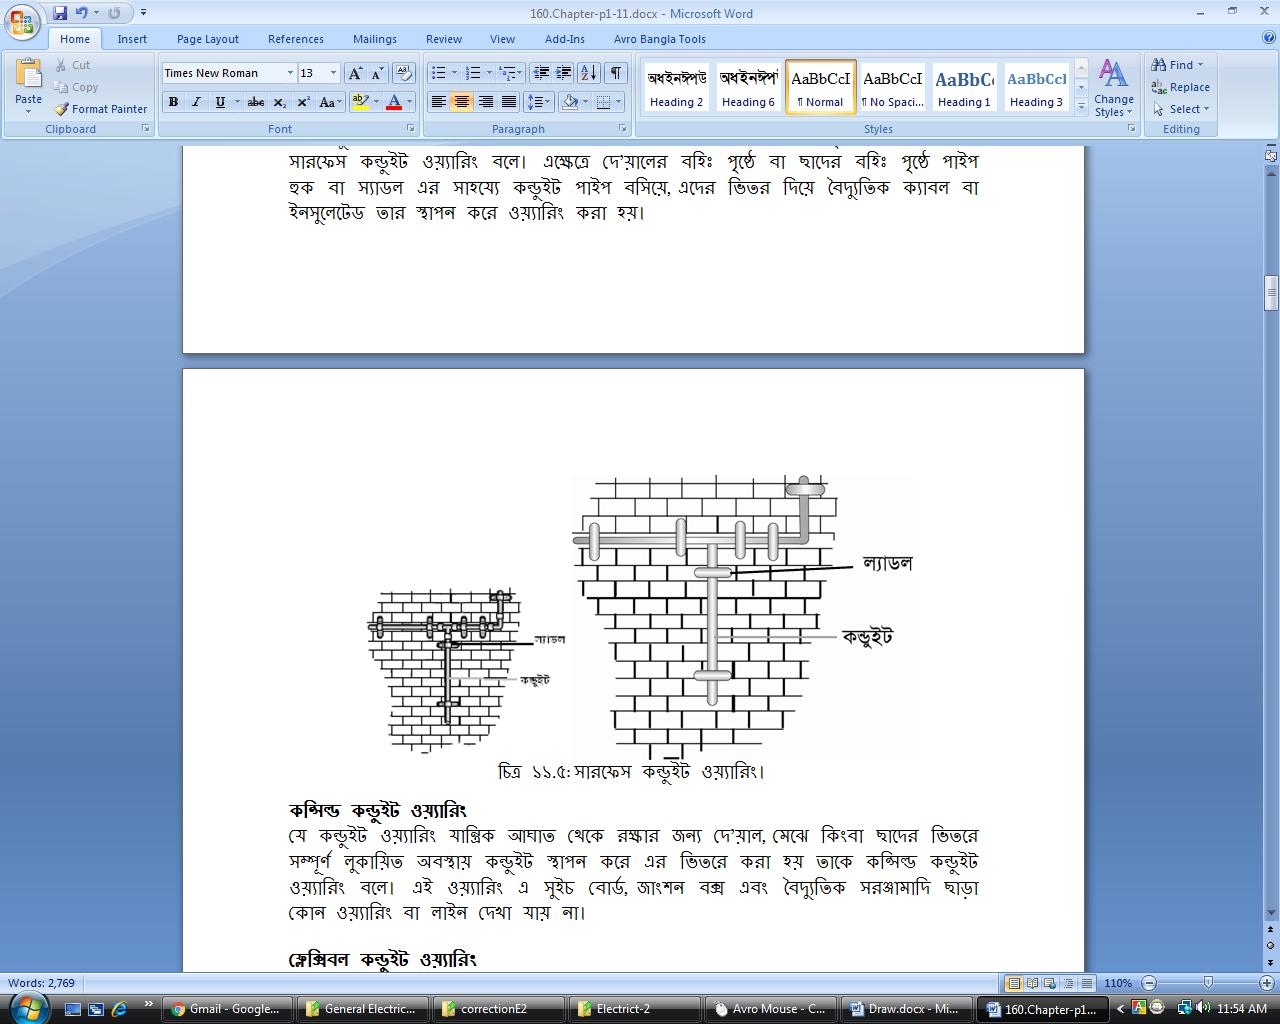 160.Chapter-p1-11.docx - Microsoft Word
Home Insert Page Layout References Mailings Review View Add-Ins Avro Bangla Tools
Paste
Cut
Copy
Format Painter
Clipboard
Times New Roman 13
B I U abc x₂ x² Aa
Font
Paragraph
অধইনঈপউ অধইনঈপ AaBbCcI AaBbCcI AaBbC AaBbCcI
Heading 2 Heading 6 ¶ Normal ¶ No Spaci... Heading 1 Heading 3
Change Styles
Styles
Find
Replace
Select
Editing
সারফেস কন্ডুইট ওয়্যারিং বলে। এক্ষেত্রে দে'য়ালের বহিঃ পৃষ্ঠে বা ছাদের বহিঃ পৃষ্ঠে পাইপ
হুক বা স্যাডল এর সাহয্যে কন্ডুইট পাইপ বসিয়ে, এদের ভিতর দিয়ে বৈদ্যুতিক ক্যাবল বা
ইনসুলেটেড তার স্থাপন করে ওয়্যারিং করা হয়।
ল্যাডল
কন্ডুইট
ল্যাডল
কন্ডুইট
চিত্র ১১.৫: সারফেস কন্ডুইট ওয়্যারিং।
কন্সিল্ড কন্ডুইট ওয়্যারিং
যে কন্ডুইট ওয়্যারিং যান্ত্রিক আঘাত থেকে রক্ষার জন্য দে'য়াল, মেঝে কিংবা ছাদের ভিতরে
সম্পূর্ণ লুকায়িত অবস্থায় কন্ডুইট স্থাপন করে এর ভিতরে করা হয় তাকে কন্সিল্ড কন্ডুইট
ওয়্যারিং বলে। এই ওয়্যারিং এ সুইচ বোর্ড, জাংশন বক্স এবং বৈদ্যুতিক সরঞ্জামাদি ছাড়া
কোন ওয়্যারিং বা লাইন দেখা যায় না।
ফ্লেক্সিবল কন্ডুইট ওয়্যারিং
Words: 2,769
110%
Gmail - Google... General Electric... correctionE2 Electrict-2 Avro Mouse - C... Draw.docx - Mi... 160.Chapter-p1... 11:54 AM